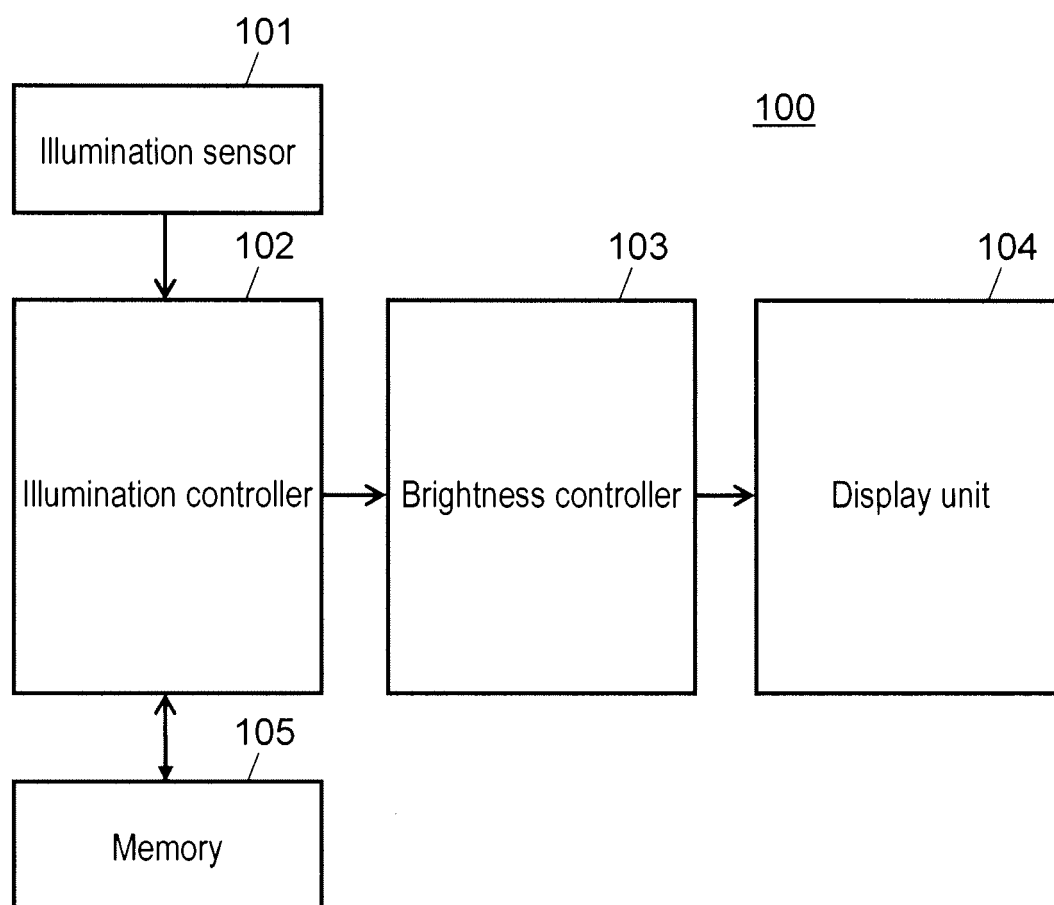 101
Illumination sensor
100
102
Illumination controller
103
Brightness controller
104
Display unit
105
Memory